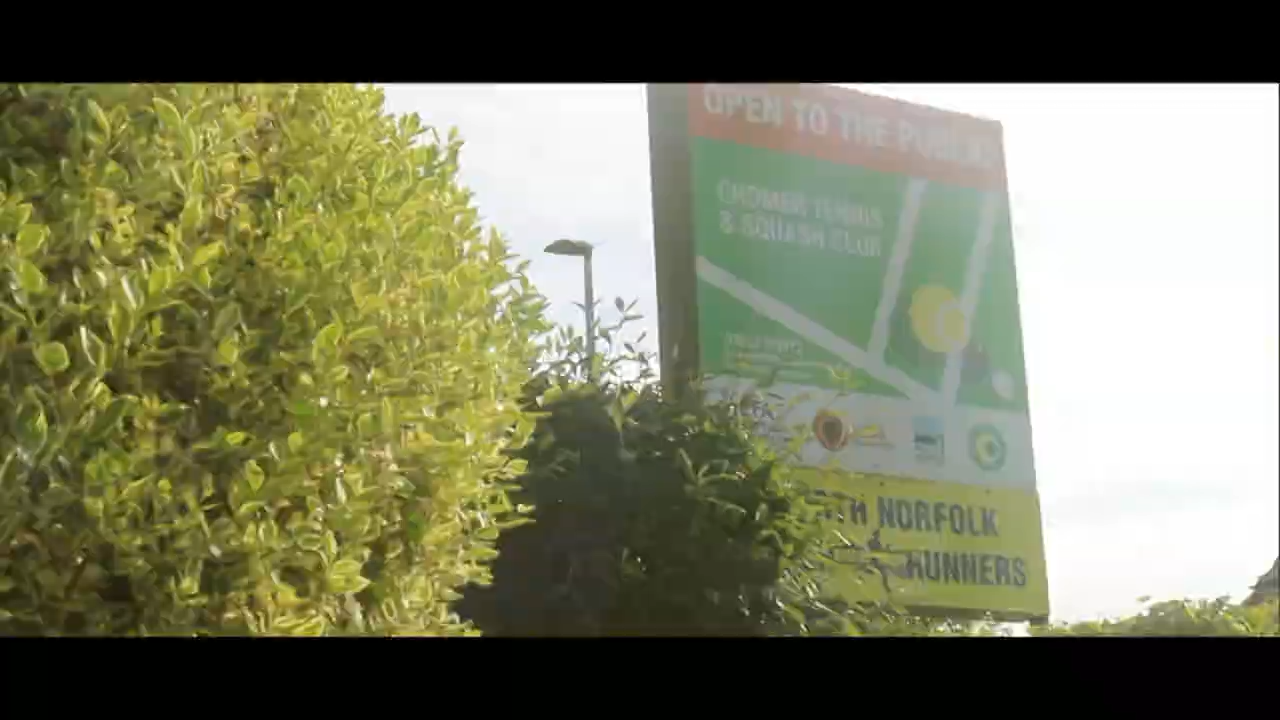 OPEN TO THE PUBLIC
CROMER TENNIS
& SQUASH CLUB
NORFOLK
RUNNERS